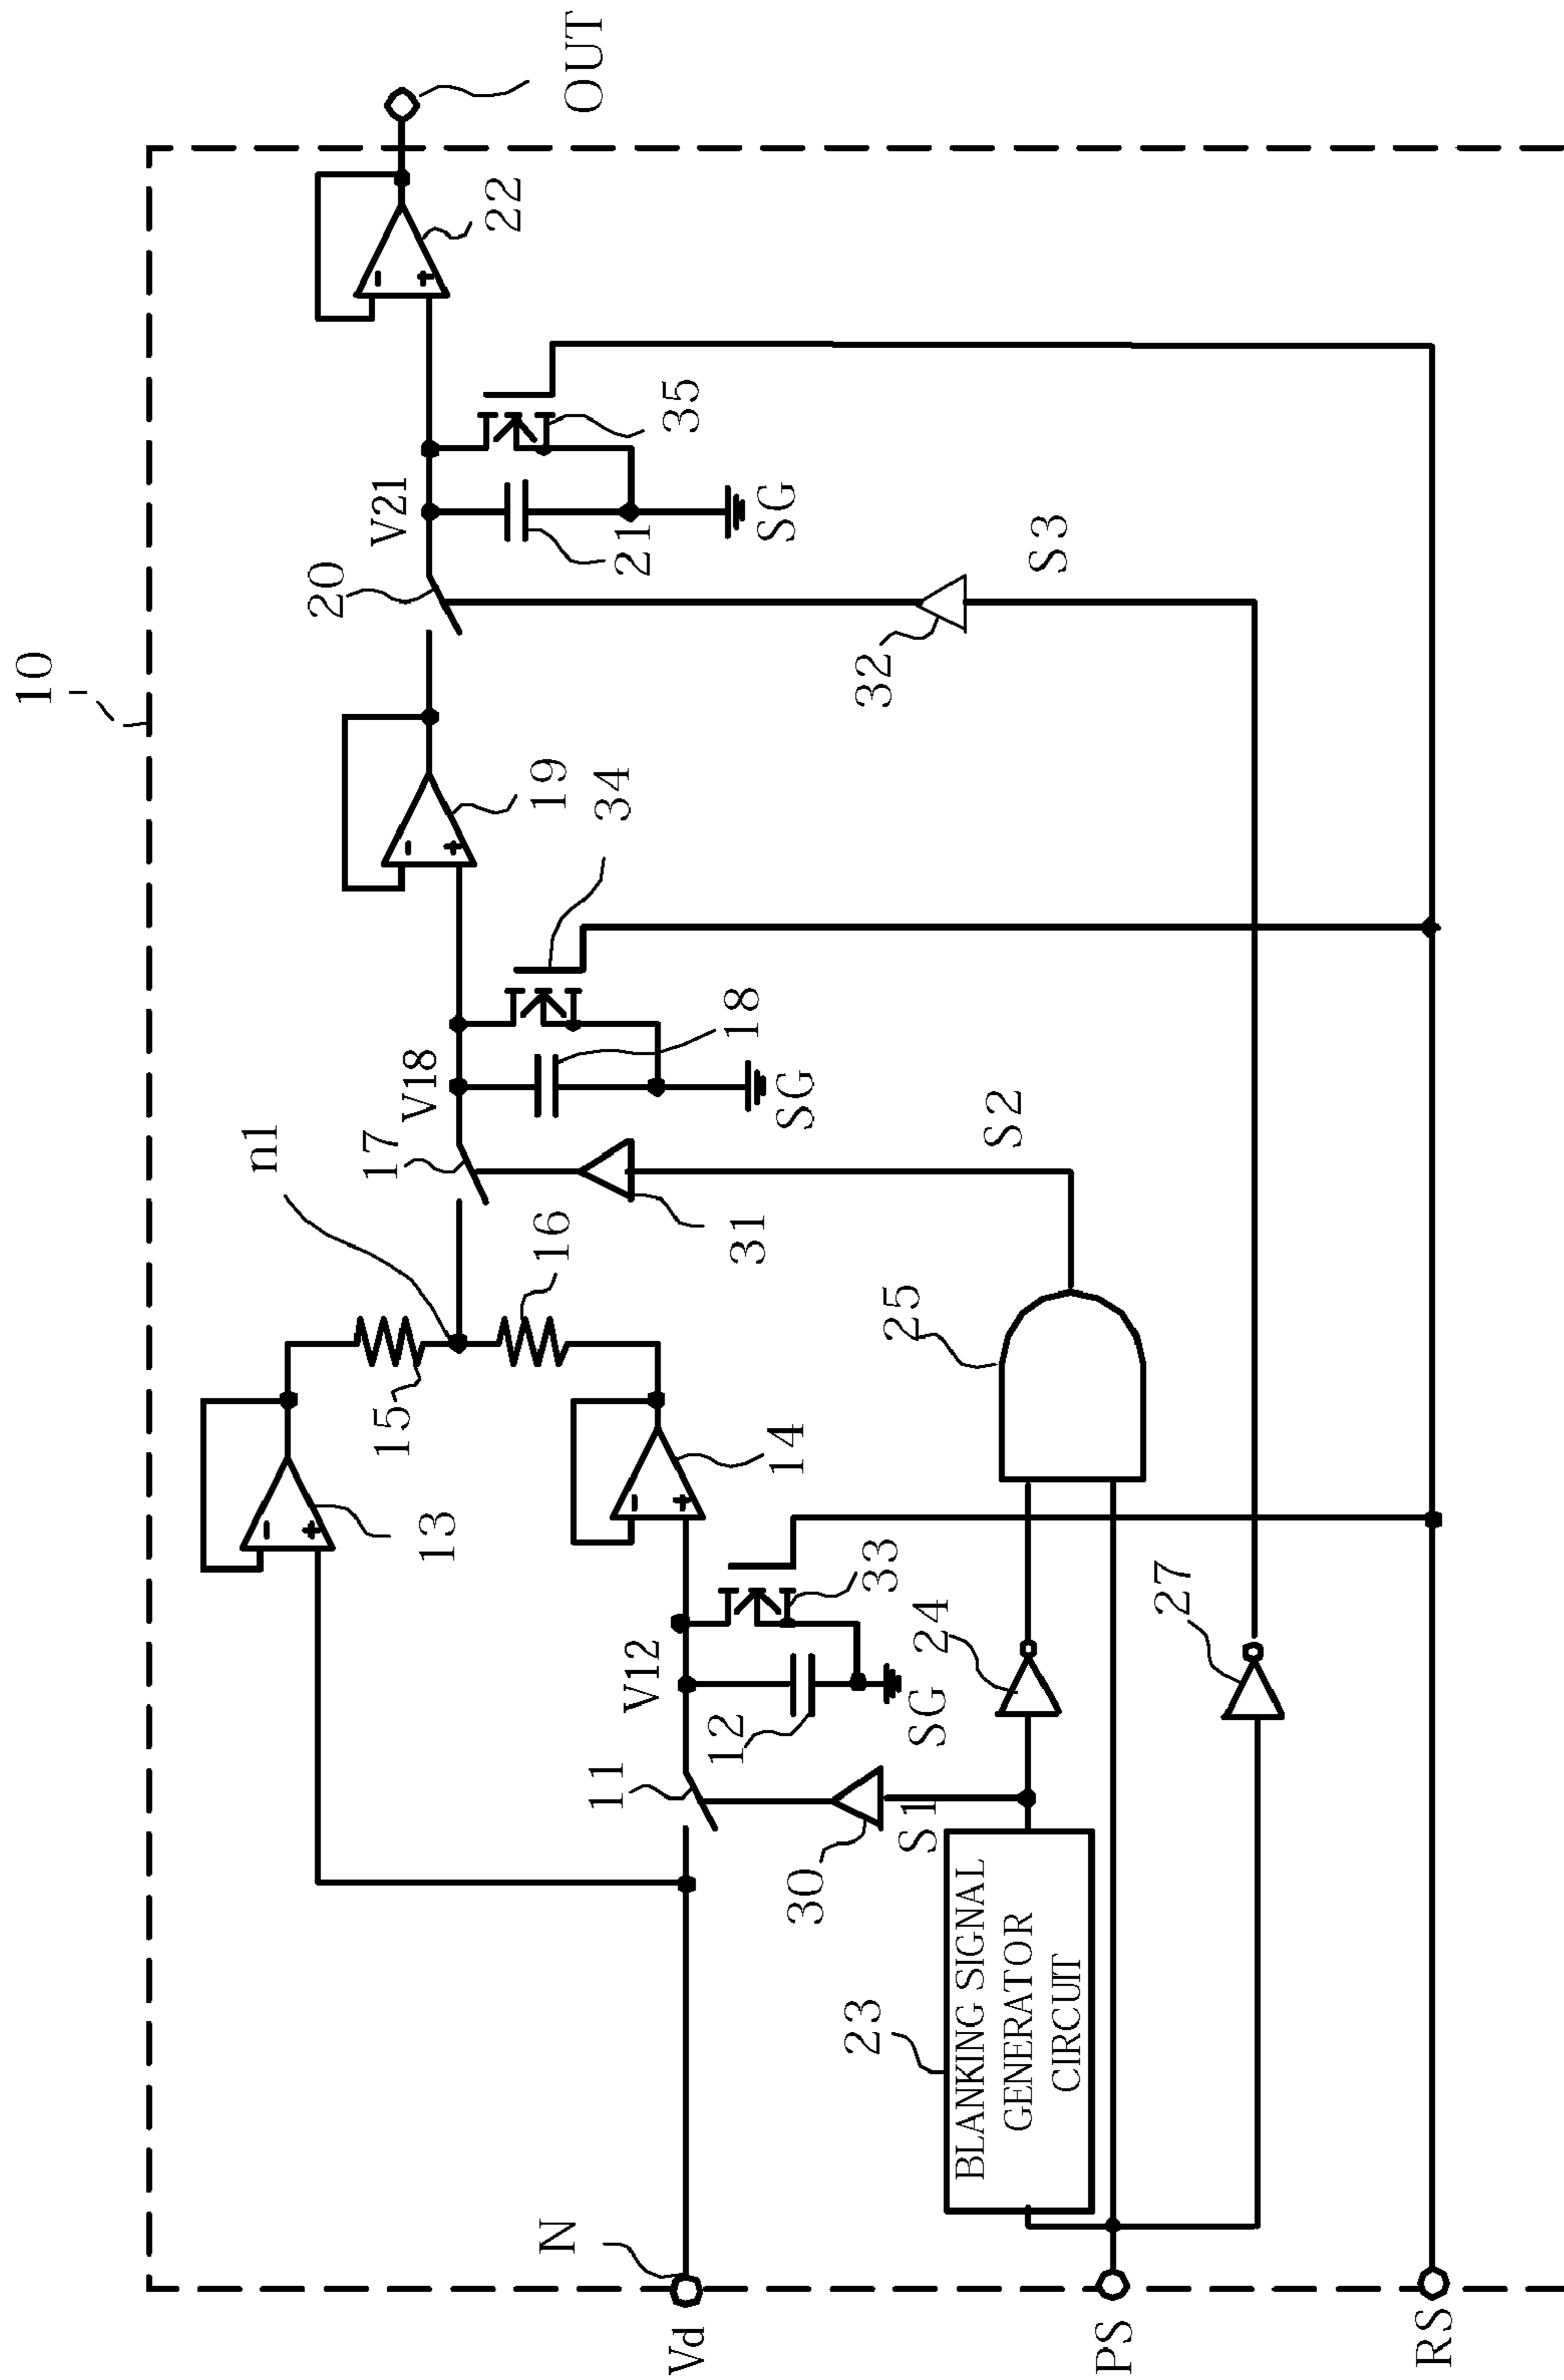 10
OUT
22
V21
20
35
21
SG
S3
32
19
34
V18
18
17
SG
S2
n1
16
31
15
25
14
13
33
V12
24
27
12
SG
11
S1
30
23
BLANKING SIGNAL
GENERATOR
CIRCUIT
N
Vd
PS
RS